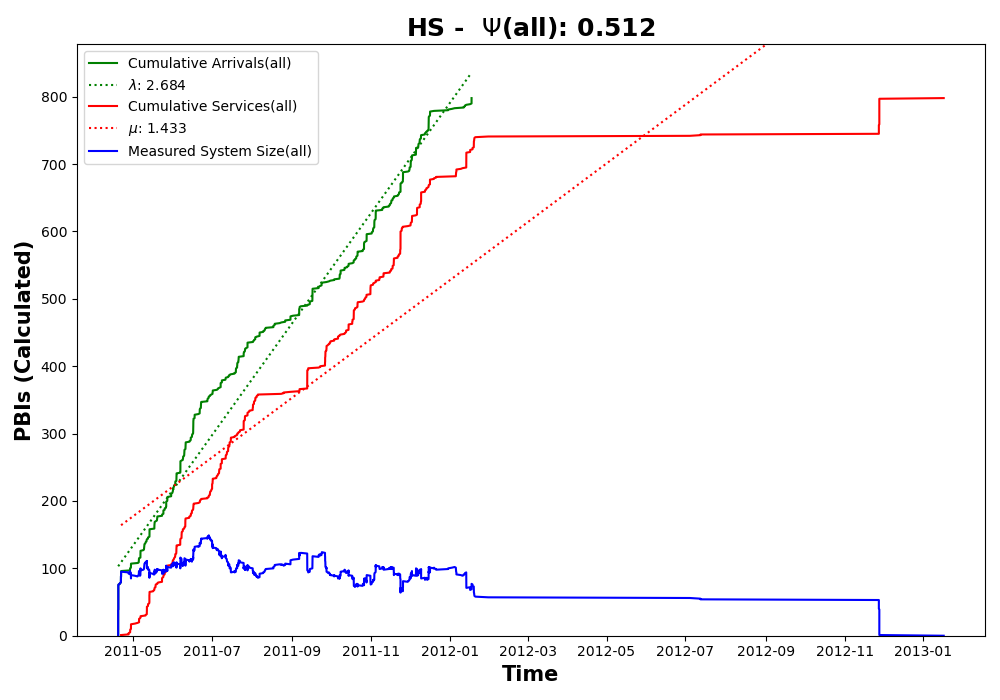 HS -  Ψ(all): 0.512
Cumulative Arrivals(all)
λ: 2.684
Cumulative Services(all)
μ: 1.433
Measured System Size(all)
PBIs (Calculated)
800
700
600
500
400
300
200
100
0
2011-05 2011-07 2011-09 2011-11 2012-01 2012-03 2012-05 2012-07 2012-09 2012-11 2013-01
Time